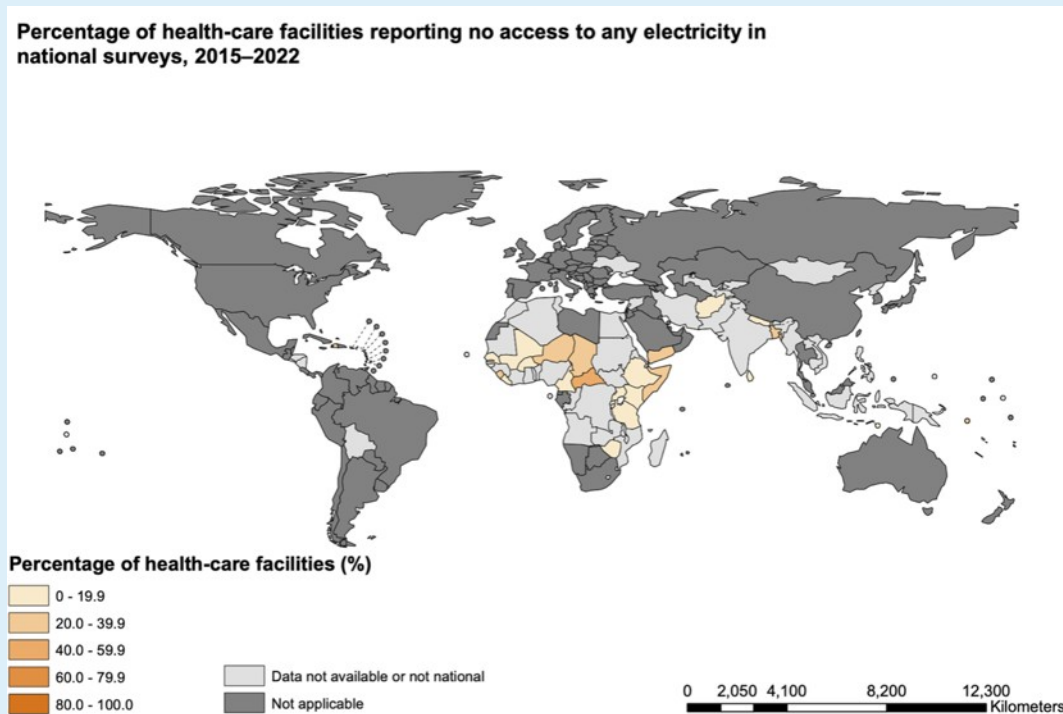 Percentage of health-care facilities reporting no access to any electricity in
national surveys, 2015–2022
Percentage of health-care facilities (%)
0 - 19.9
20.0 - 39.9
40.0 - 59.9
60.0 - 79.9
80.0 - 100.0
Data not available or not national
Not applicable
0 2,050 4,100 8,200 12,300
Kilometers